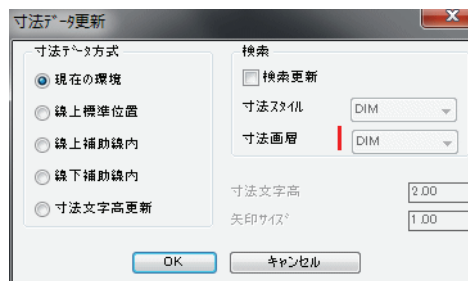 寸法ﾃﾞｰﾀ更新
寸法ﾃﾞｰﾀ方式
現在の環境
線上標準位置
線上補助線内
線下補助線内
寸法文字高更新
検索
検索更新
寸法ｽﾀｲﾙ DIM
寸法画層 DIM
寸法文字高 2.00
矢印ｻｲｽﾞ 1.00
OK キャンセル